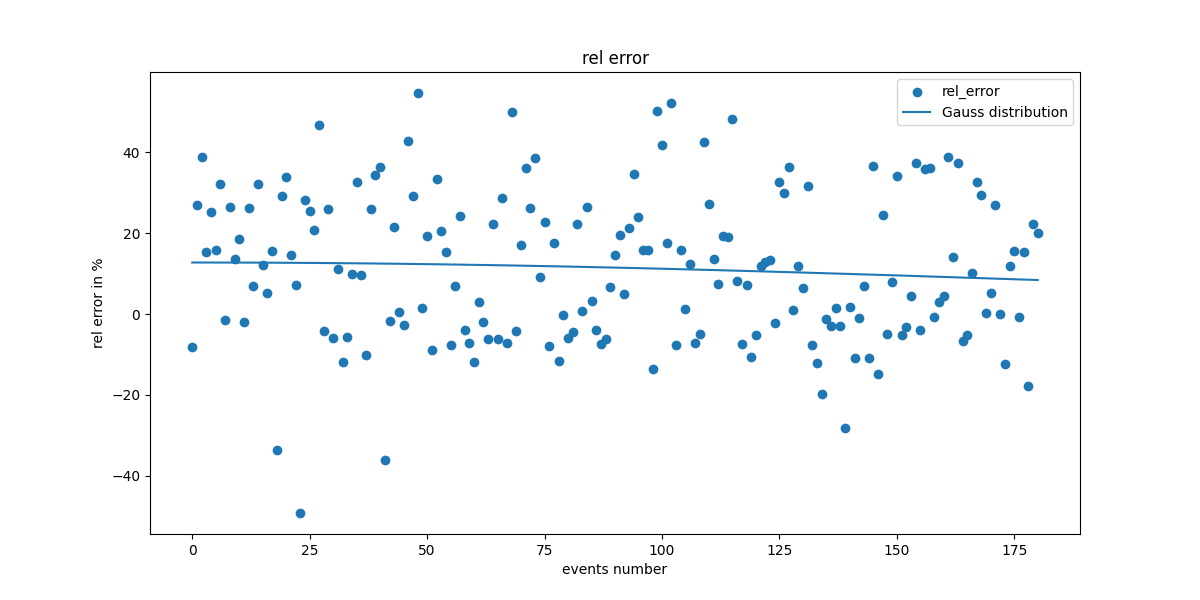 rel error
rel_error
Gauss distribution
rel error in %
40
20
0
−20
−40
0 25 50 75 100 125 150 175
events number